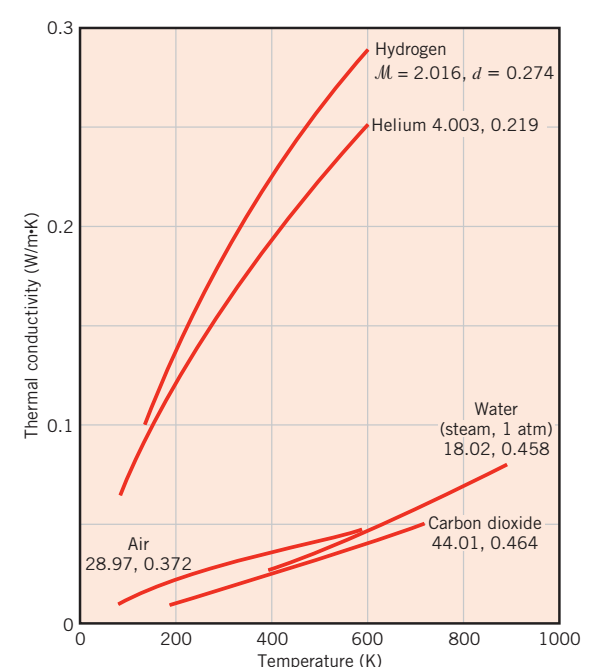 0.3
Hydrogen
ℳ = 2.016, d = 0.274
Helium 4.003, 0.219
0.2
Thermal conductivity (W/m•K)
0.1
Water
(steam, 1 atm)
18.02, 0.458
Carbon dioxide
44.01, 0.464
Air
28.97, 0.372
0
0 200 400 600 800 1000
Temperature (K)